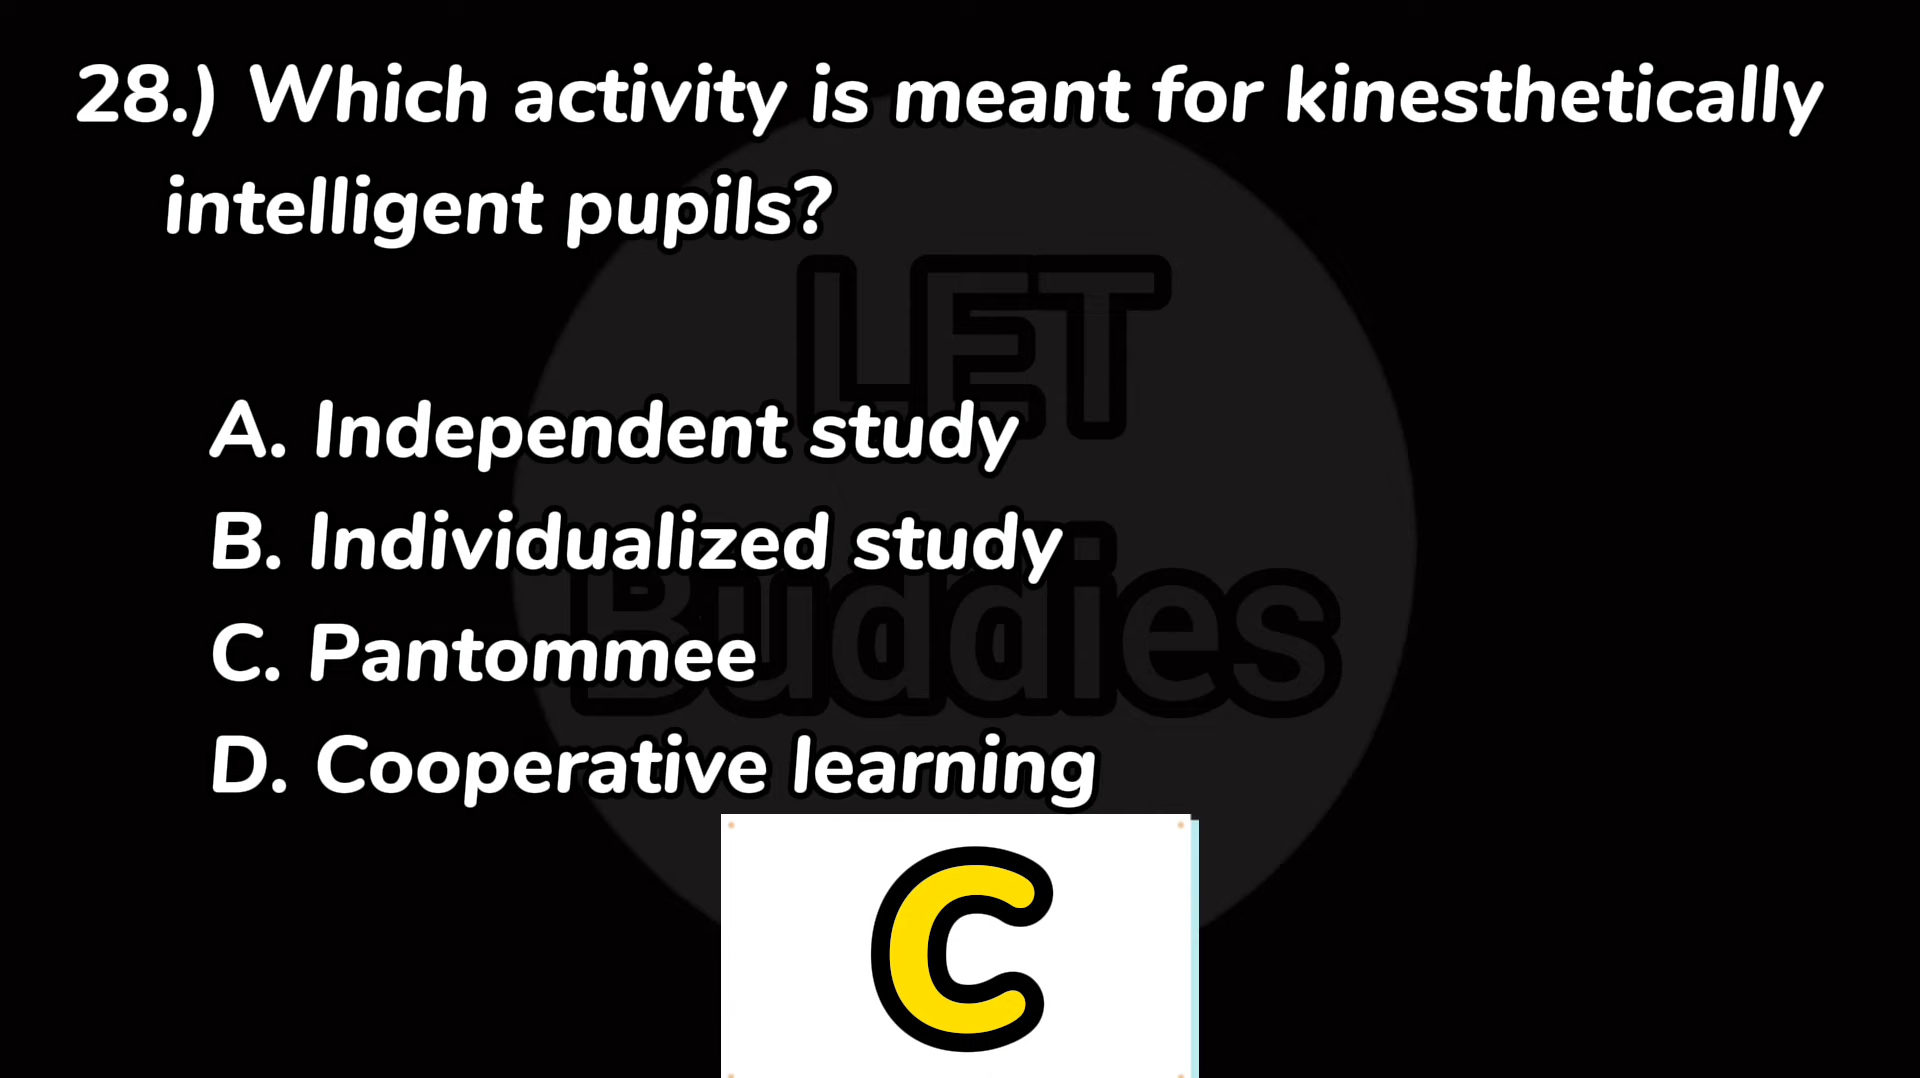 28.) Which activity is meant for kinesthetically
intelligent pupils?
LET
A. Independent study
B. Individualized study
Buddies
C. Pantommee
D. Cooperative learning
C